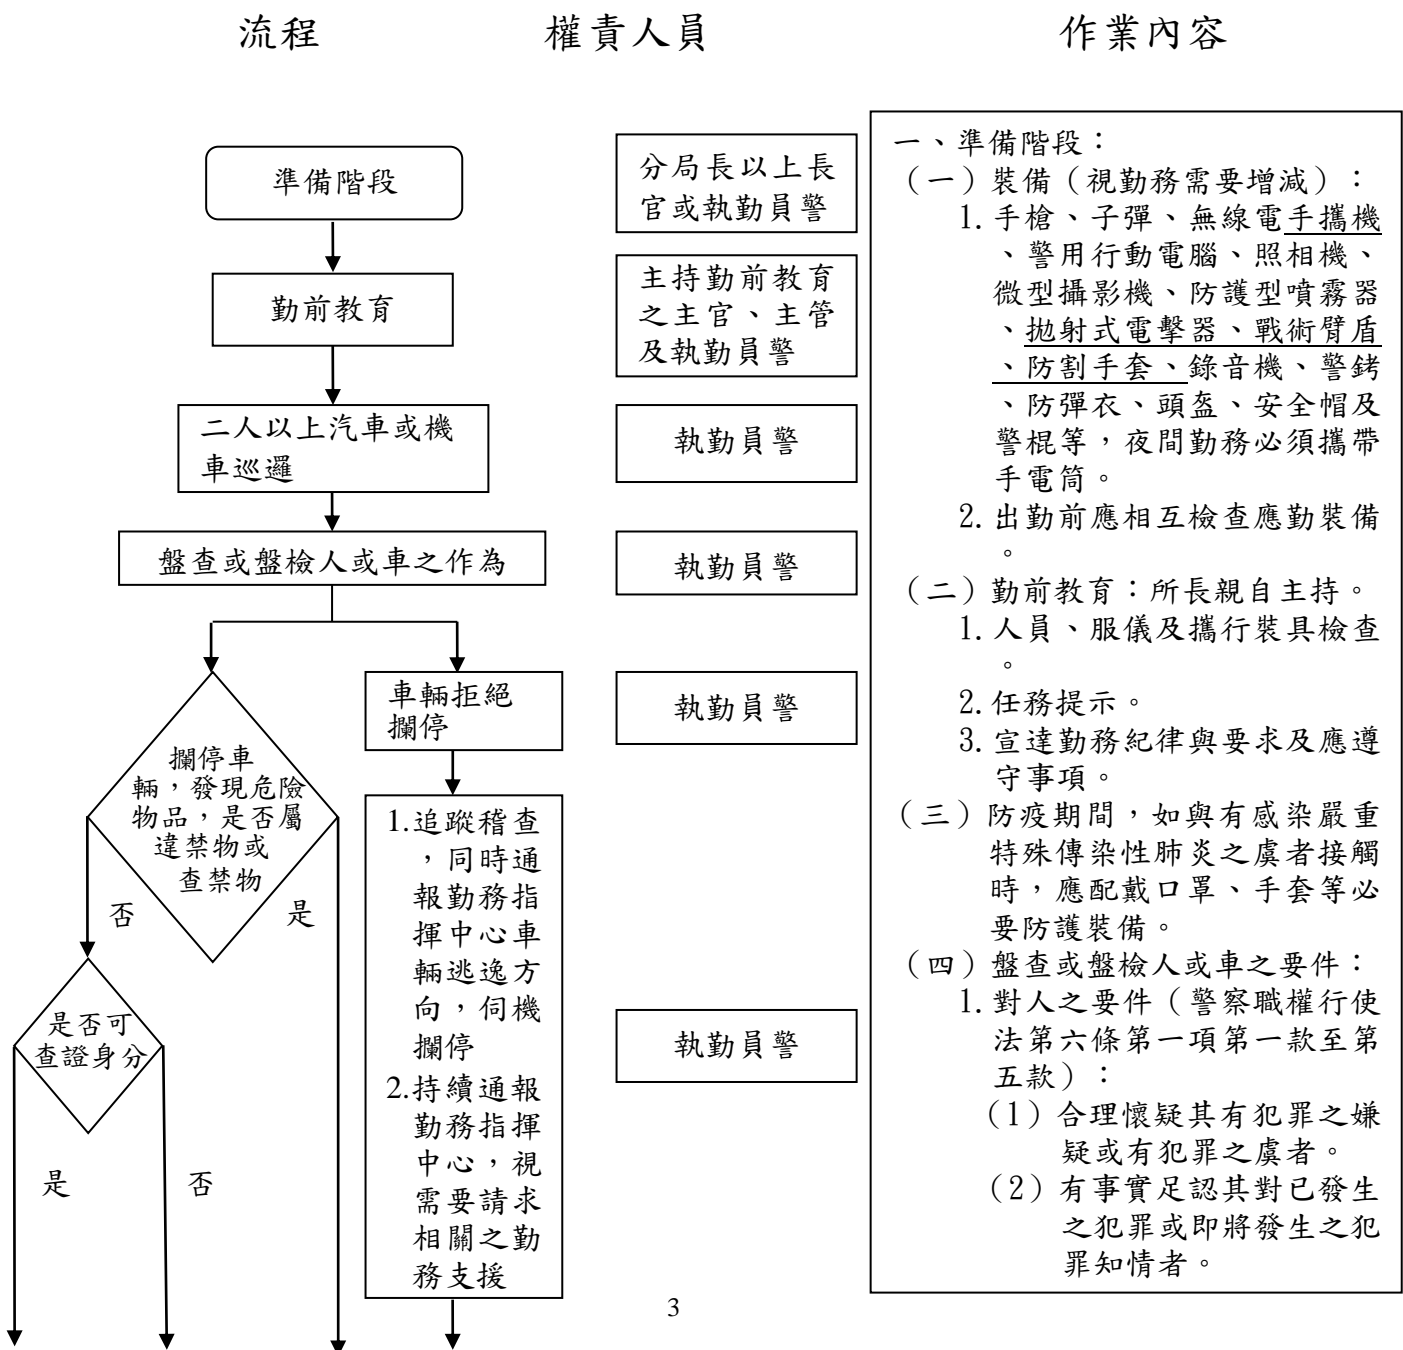 流程
權責人員
作業內容
準備階段
勤前教育
二人以上汽車或機
車巡邏
盤查或盤檢人或車之作為
攔停車
輛，發現危險
物品，是否屬
違禁物或
查禁物
否
是
是否可
查證身分
是
否
車輛拒絕
攔停
1.追蹤稽查
，同時通
報勤務指
揮中心車
輛逃逸方
向，伺機
攔停
2.持續通報
勤務指揮
中心，視
需要請求
相關之勤
務支援
分局長以上長
官或執勤員警
主持勤前教育
之主官、主管
及執勤員警
執勤員警
執勤員警
執勤員警
執勤員警
一、準備階段：
（一）裝備（視勤務需要增減）：
1.手槍、子彈、無線電手攜機
、警用行動電腦、照相機、
微型攝影機、防護型噴霧器
、拋射式電擊器、戰術臂盾
、防割手套、錄音機、警銬
、防彈衣、頭盔、安全帽及
警棍等，夜間勤務必須攜帶
手電筒。
2.出勤前應相互檢查應勤裝備
。
（二）勤前教育：所長親自主持。
1.人員、服儀及攜行裝具檢查
。
2.任務提示。
3.宣達勤務紀律與要求及應遵
守事項。
（三）防疫期間，如與有感染嚴重
特殊傳染性肺炎之虞者接觸
時，應配戴口罩、手套等必
要防護裝備。
（四）盤查或盤檢人或車之要件：
1.對人之要件（警察職權行使
法第六條第一項第一款至第
五款）：
（1）合理懷疑其有犯罪之嫌
疑或有犯罪之虞者。
（2）有事實足認其對已發生
之犯罪或即將發生之犯
罪知情者。
3